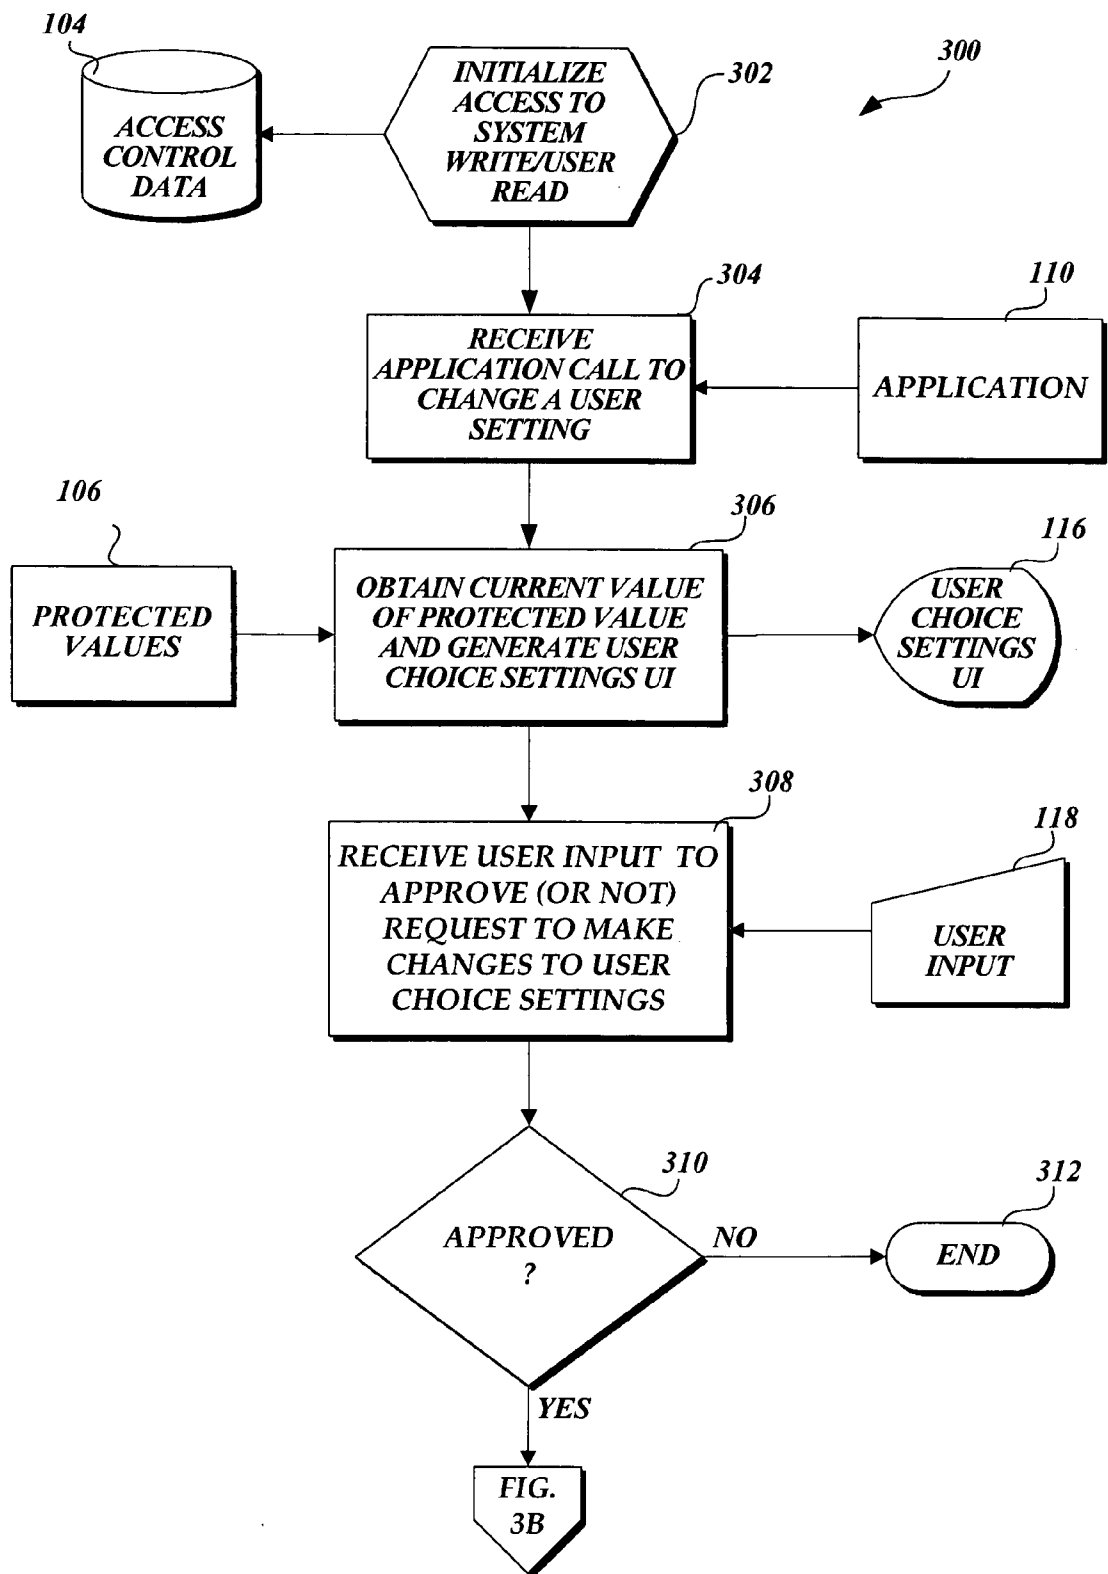 104
ACCESS
CONTROL
DATA
INITIALIZE
ACCESS TO
SYSTEM
WRITE/USER
READ
302
300
304
RECEIVE
APPLICATION CALL TO
CHANGE A USER
SETTING
110
APPLICATION
106
PROTECTED
VALUES
306
OBTAIN CURRENT VALUE
OF PROTECTED VALUE
AND GENERATE USER
CHOICE SETTINGS UI
116
USER
CHOICE
SETTINGS
UI
308
RECEIVE USER INPUT TO
APPROVE (OR NOT)
REQUEST TO MAKE
CHANGES TO USER
CHOICE SETTINGS
118
USER
INPUT
310
APPROVED
?
NO
312
END
YES
FIG.
3B